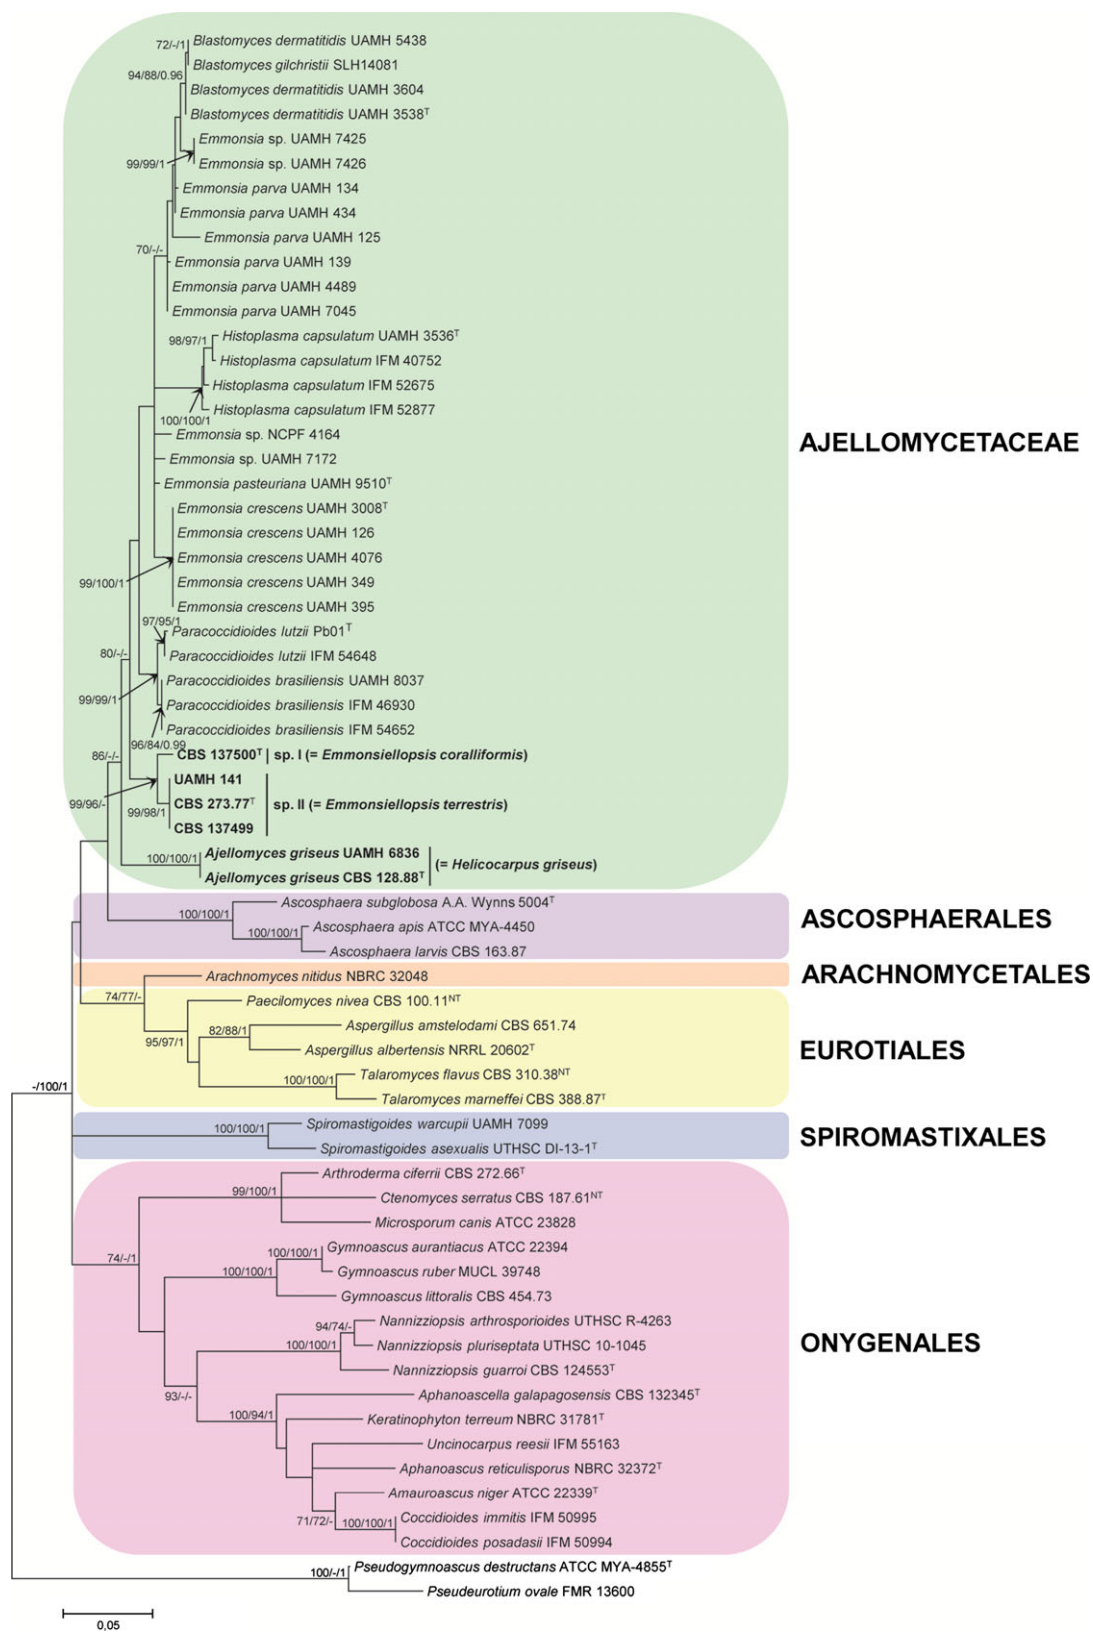 72/-/1
Blastomyces dermatitidis UAMH 5438
Blastomyces gilchristii SLH14081
94/88/0.96
Blastomyces dermatitidis UAMH 3604
Blastomyces dermatitidis UAMH 3538T
Emmonsia sp. UAMH 7425
99/99/1
Emmonsia sp. UAMH 7426
Emmonsia parva UAMH 134
Emmonsia parva UAMH 434
Emmonsia parva UAMH 125
70/-/-
Emmonsia parva UAMH 139
Emmonsia parva UAMH 4489
Emmonsia parva UAMH 7045
98/97/1
Histoplasma capsulatum UAMH 3536T
Histoplasma capsulatum IFM 40752
Histoplasma capsulatum IFM 52675
Histoplasma capsulatum IFM 52877
100/100/1
Emmonsia sp. NCPF 4164
AJELLOMYCETACEAE
Emmonsia sp. UAMH 7172
Emmonsia pasteuriana UAMH 9510T
Emmonsia crescens UAMH 3008T
Emmonsia crescens UAMH 126
Emmonsia crescens UAMH 4076
99/100/1
Emmonsia crescens UAMH 349
Emmonsia crescens UAMH 395
97/95/1
Paracoccidioides lutzii Pb01T
80/-/-
Paracoccidioides lutzii IFM 54648
Paracoccidioides brasiliensis UAMH 8037
99/99/1
Paracoccidioides brasiliensis IFM 46930
Paracoccidioides brasiliensis IFM 54652
96/84/0.99
86/-/-
CBS 137500T sp. I (= Emmonsiellopsis coralliformis)
UAMH 141
99/96/-
CBS 273.77T sp. II (= Emmonsiellopsis terrestris)
99/98/1
CBS 137499
100/100/1
Ajellomyces griseus UAMH 6836
(= Helicocarpus griseus)
Ajellomyces griseus CBS 128.88T
Ascosphaera subglobosa A.A. Wynns 5004T
100/100/1
ASCOSPHAERALES
Ascosphaera apis ATCC MYA-4450
100/100/1
Ascosphaera larvis CBS 163.87
Arachnomyces nitidus NBRC 32048
ARACHNOMYCETALES
74/77/-
Paecilomyces nivea CBS 100.11NT
Aspergillus amstelodami CBS 651.74
82/88/1
95/97/1
Aspergillus albertensis NRRL 20602T
EUROTIALES
Talaromyces flavus CBS 310.38NT
100/100/1
-/100/1
Talaromyces marneffei CBS 388.87T
Spiromastigoides warcupii UAMH 7099
100/100/1
SPIROMASTIXALES
Spiromastigoides asexualis UTHSC DI-13-1T
Arthroderma ciferrii CBS 272.66T
99/100/1
Ctenomyces serratus CBS 187.61NT
Microsporum canis ATCC 23828
74/-/1
Gymnoascus aurantiacus ATCC 22394
100/100/1
100/100/1
Gymnoascus ruber MUCL 39748
Gymnoascus littoralis CBS 454.73
Nannizziopsis arthrosporioides UTHSC R-4263
94/74/-
100/100/1
Nannizziopsis pluriseptata UTHSC 10-1045
ONYGENALES
Nannizziopsis guarroi CBS 124553T
93/-/-
Aphanoascella galapagosensis CBS 132345T
100/94/1
Keratinophyton terreum NBRC 31781T
Uncinocarpus reesii IFM 55163
Aphanoascus reticulisporus NBRC 32372T
Amauroascus niger ATCC 22339T
71/72/-
100/100/1
Coccidioides immitis IFM 50995
Coccidioides posadasii IFM 50994
100/-/1
Pseudogymnoascus destructans ATCC MYA-4855T
Pseudeurotium ovale FMR 13600
0,05